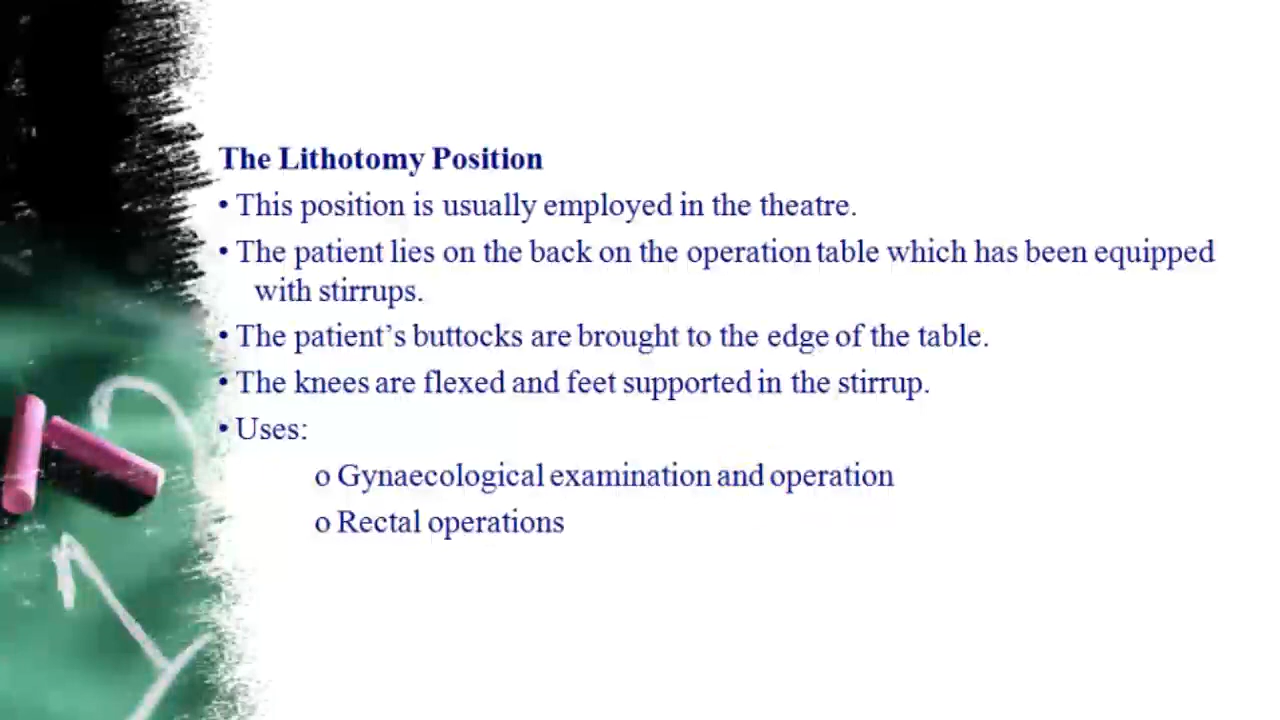 The Lithotomy Position
• This position is usually employed in the theatre.
• The patient lies on the back on the operation table which has been equipped
with stirrups.
• The patient’s buttocks are brought to the edge of the table.
• The knees are flexed and feet supported in the stirrup.
• Uses:
o Gynaecological examination and operation
o Rectal operations